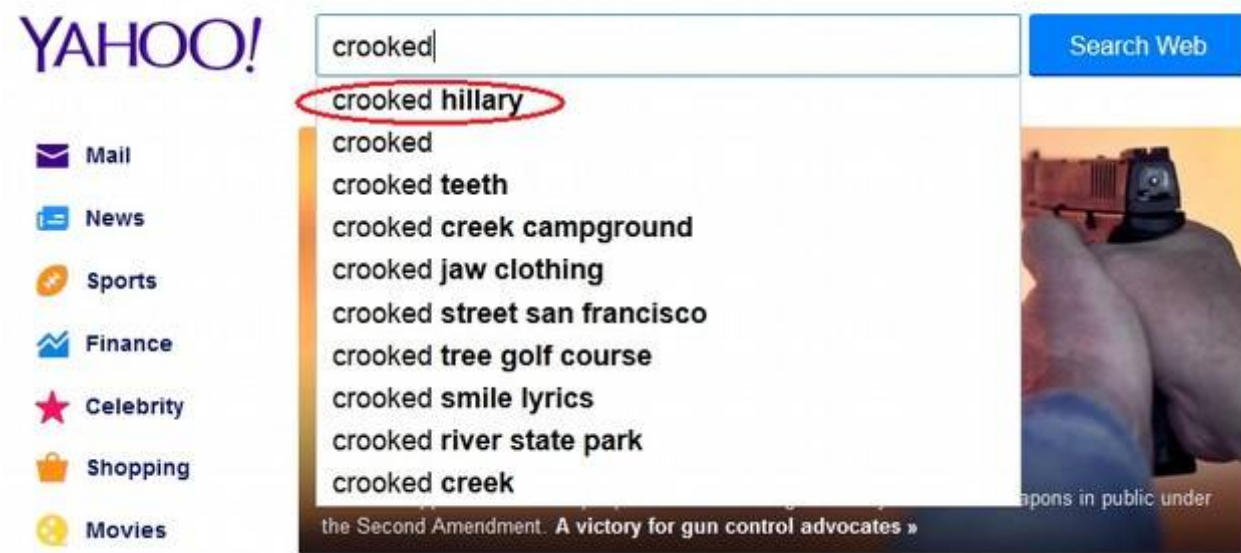 YAHOO!
crooked
Search Web
crooked hillary
crooked
crooked teeth
crooked creek campground
crooked jaw clothing
crooked street san francisco
crooked tree golf course
crooked smile lyrics
crooked river state park
crooked creek
Mail
News
Sports
Finance
Celebrity
Shopping
Movies
apons in public under
the Second Amendment. A victory for gun control advocates »